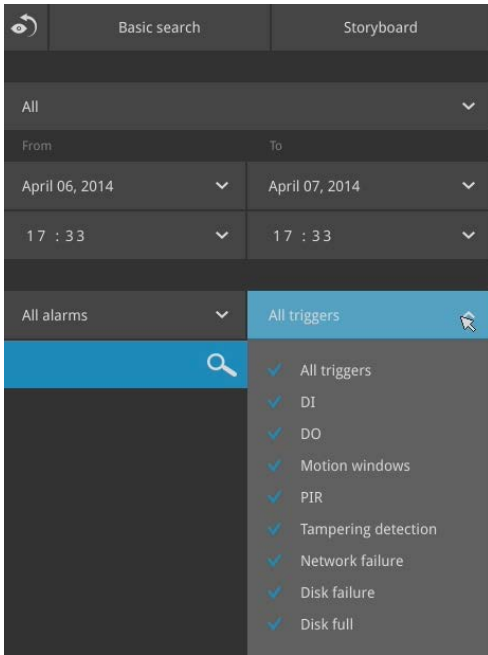 Basic search Storyboard
All
From To
April 06, 2014 April 07, 2014
17 : 33 17 : 33
All alarms All triggers
All triggers
DI
DO
Motion windows
PIR
Tampering detection
Network failure
Disk failure
Disk full